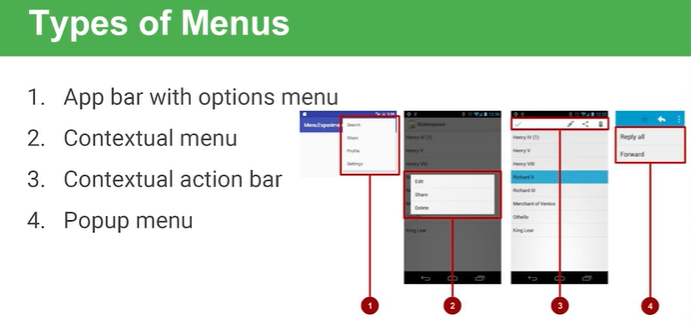 Types of Menus
1. App bar with options menu
2. Contextual menu
3. Contextual action bar
4. Popup menu
MenuExperim
Search
Share
Profile
Settings
Shakespeare
Henry IV (1)
Henry V
Henry VIII
Edit
Share
Delete
King Lear
Henry IV (1)
Henry V
Henry VIII
Richard II
Richard III
Merchant of Venice
Othello
King Lear
Reply all
Forward
1
2
3
4